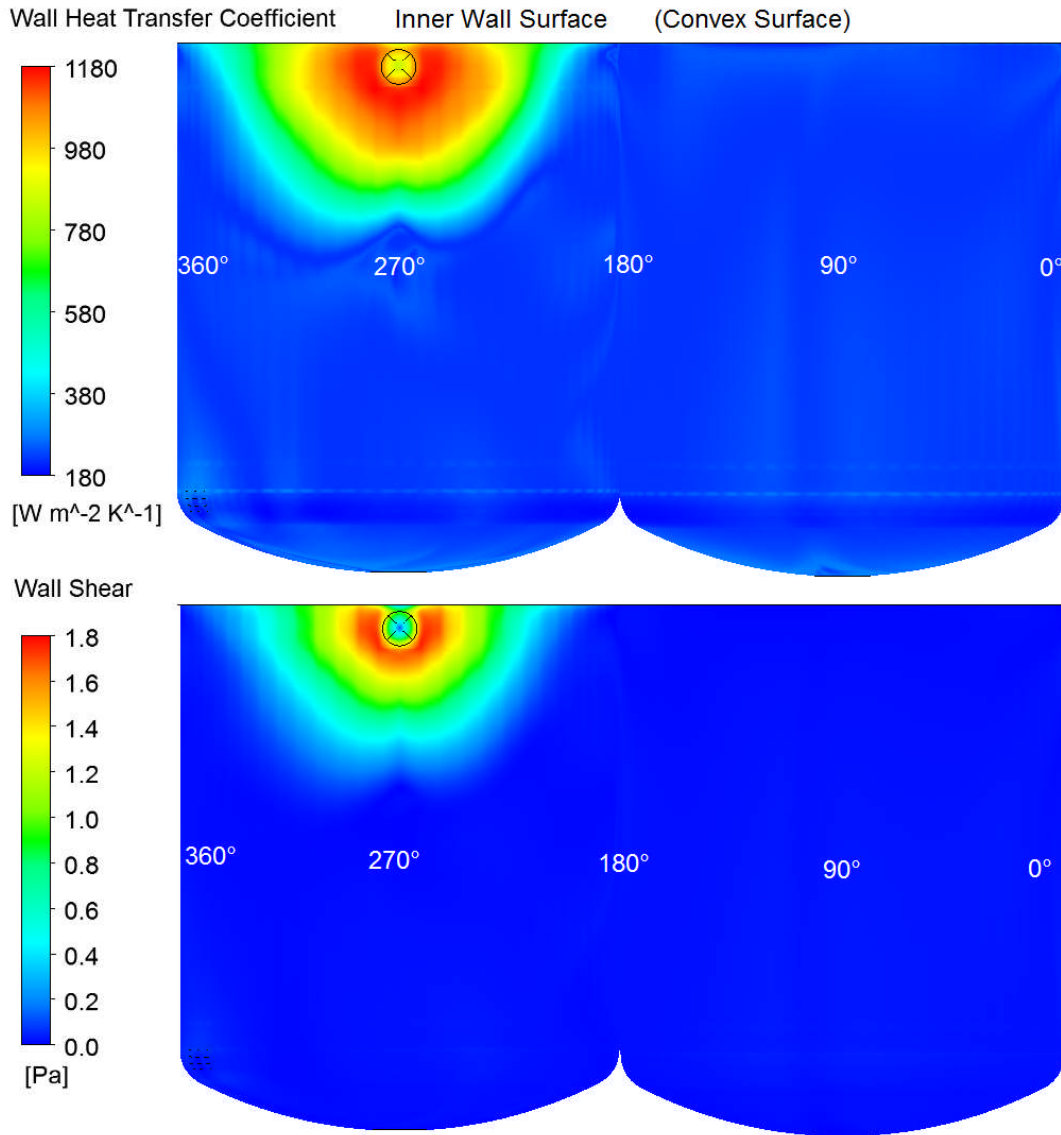 Wall Heat Transfer Coefficient Inner Wall Surface (Convex Surface)
1180
980
780
580
380
180
[W m^-2 K^-1]
360° 270° 180° 90° 0°
Wall Shear
1.8
1.6
1.4
1.2
1.0
0.8
0.6
0.4
0.2
0.0
[Pa]
360° 270° 180° 90° 0°